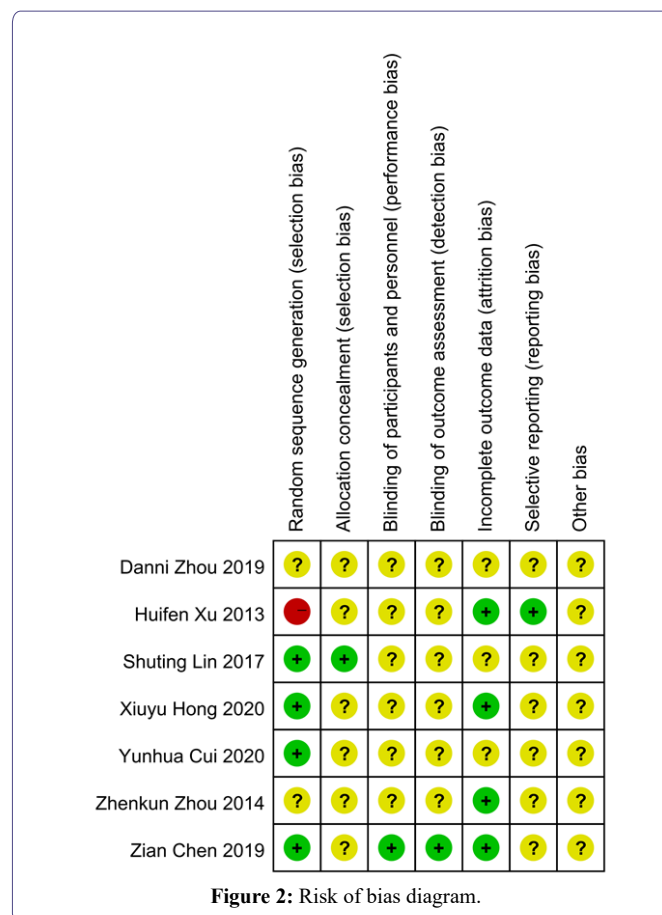 Random sequence generation (selection bias)
Allocation concealment (selection bias)
Blinding of participants and personnel (performance bias)
Blinding of outcome assessment (detection bias)
Incomplete outcome data (attrition bias)
Selective reporting (reporting bias)
Other bias
Danni Zhou 2019 ? ? ? ? ? ? ?
Huifen Xu 2013 - ? ? ? + + ?
Shuting Lin 2017 + + ? ? ? ? ?
Xiuyu Hong 2020 + ? ? ? + ? ?
Yunhua Cui 2020 + ? ? ? ? ? ?
Zhenkun Zhou 2014 ? ? ? ? + ? ?
Zian Chen 2019 + ? + + + ? ?
Figure 2: Risk of bias diagram.